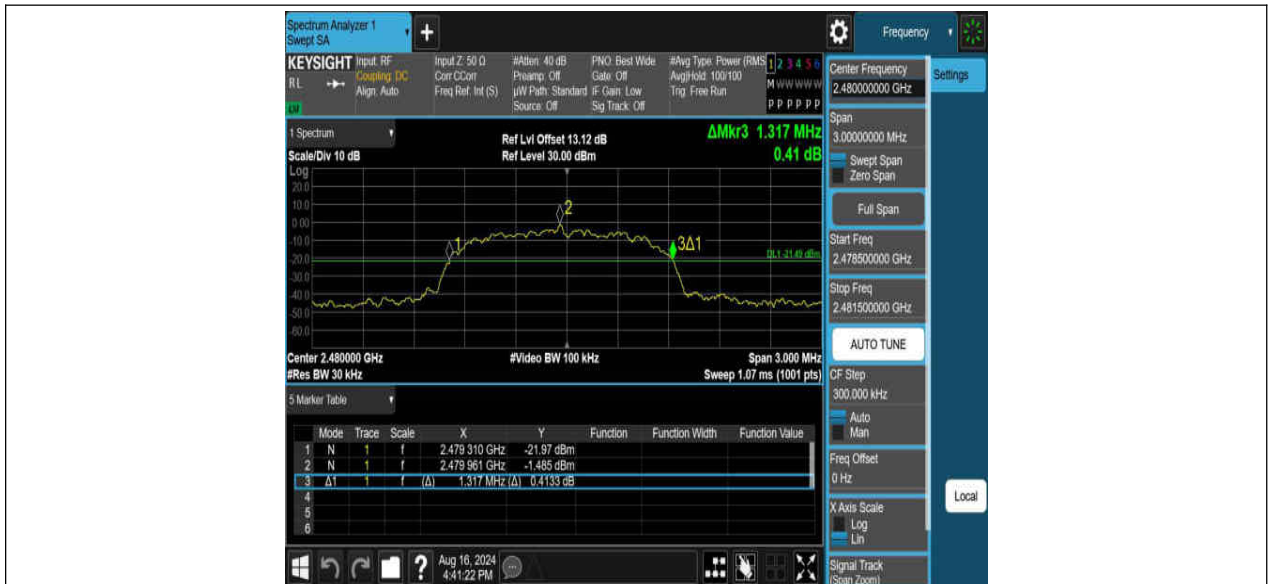 Spectrum Analyzer 1
Swept SA
+
Frequency
KEYSIGHT
RL
Input: RF
Coupling: DC
Align: Auto
Input Z: 50 Ω
Corr CCorr
Freq Ref: Int (S)
#Atten: 40 dB
Preamp: Off
µW Path: Standard
Source: Off
PNO: Best Wide
Gate: Off
IF Gain: Low
Sig Track: Off
#Avg Type: Power (RMS
Avg|Hold: 100/100
Trig: Free Run
1 2 3 4 5 6
M W W W W W
P P P P P P
1 Spectrum
Scale/Div 10 dB
Ref Lvl Offset 13.12 dB
Ref Level 30.00 dBm
ΔMkr3 1.317 MHz
0.41 dB
Log
20.0
10.0
0.00
-10.0
-20.0
-30.0
-40.0
-50.0
-60.0
1
2
3Δ1
DL1 -21.49 dBm
Center 2.480000 GHz
#Video BW 100 kHz
Span 3.000 MHz
#Res BW 30 kHz
Sweep 1.07 ms (1001 pts)
5 Marker Table
Mode Trace Scale X Y Function Function Width Function Value
1 N 1 f 2.479 310 GHz -21.97 dBm
2 N 1 f 2.479 961 GHz -1.485 dBm
3 Δ1 1 f (Δ) 1.317 MHz (Δ) 0.4133 dB
4
5
6
Aug 16, 2024
4:41:22 PM
?
Center Frequency
2.480000000 GHz
Settings
Span
3.00000000 MHz
Swept Span
Zero Span
Full Span
Start Freq
2.478500000 GHz
Stop Freq
2.481500000 GHz
AUTO TUNE
CF Step
300.000 kHz
Auto
Man
Freq Offset
0 Hz
X Axis Scale
Log
Lin
Local
Signal Track
(Span Zoom)